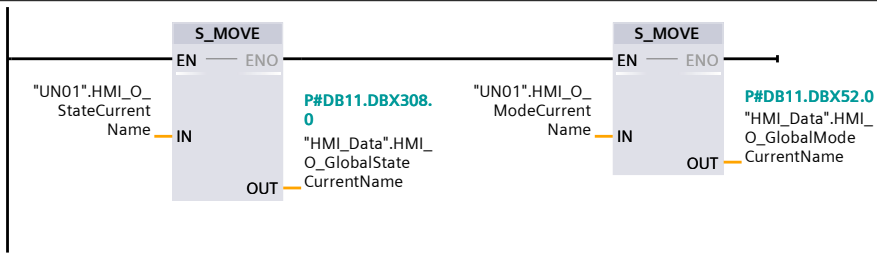 S_MOVE
EN
ENO
"UN01".HMI_O_
StateCurrent
Name
IN
P#DB11.DBX308.
0
"HMI_Data".HMI_
O_GlobalState
CurrentName
OUT
S_MOVE
EN
ENO
"UN01".HMI_O_
ModeCurrent
Name
IN
P#DB11.DBX52.0
"HMI_Data".HMI_
O_GlobalMode
CurrentName
OUT